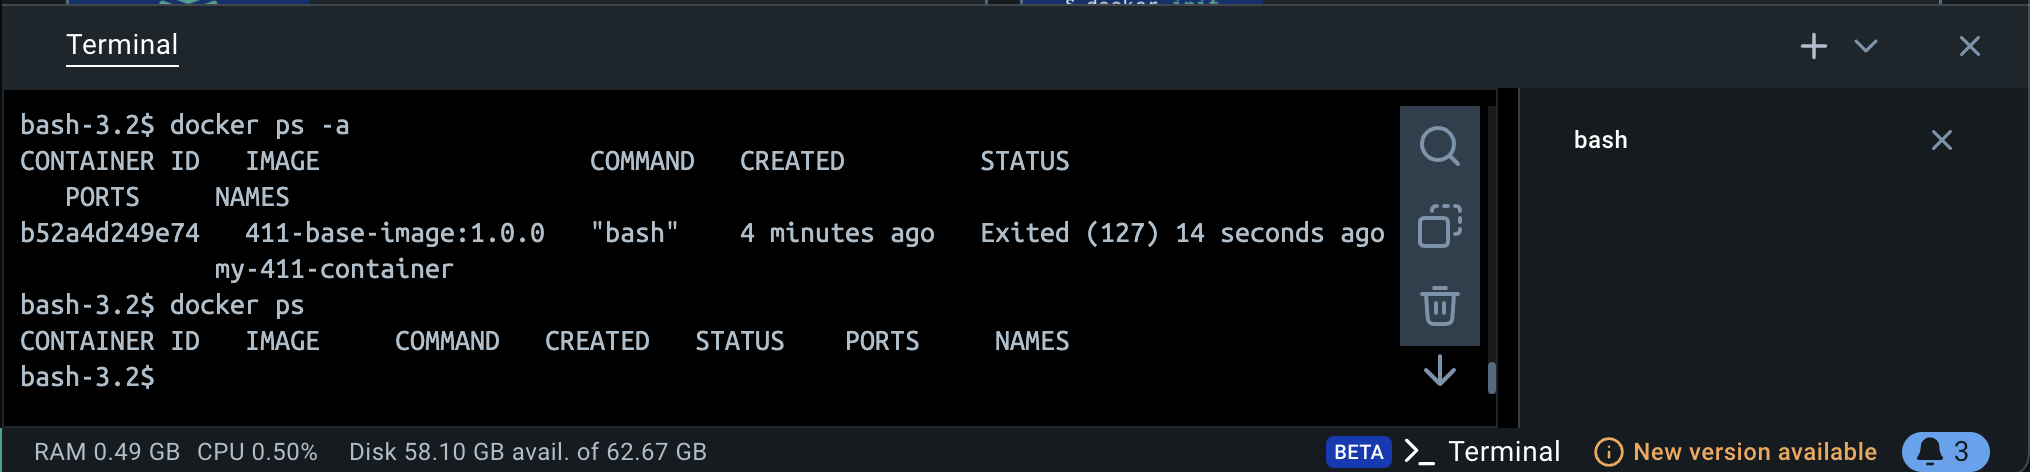 $ docker init
Terminal
bash-3.2$ docker ps -a
CONTAINER ID   IMAGE                  COMMAND   CREATED         STATUS
   PORTS     NAMES
b52a4d249e74   411-base-image:1.0.0   "bash"    4 minutes ago   Exited (127) 14 seconds ago
             my-411-container
bash-3.2$ docker ps
CONTAINER ID   IMAGE     COMMAND   CREATED   STATUS    PORTS     NAMES
bash-3.2$
bash
RAM 0.49 GB CPU 0.50% Disk 58.10 GB avail. of 62.67 GB
BETA >_ Terminal
New version available
3